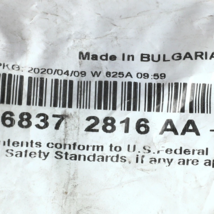 Made In BULGARIA
PKG, 2020/04/09 W 825A 09:59
6837 2816 AA
ntents conform to U.S.Federal
Safety Standards, if any are ap